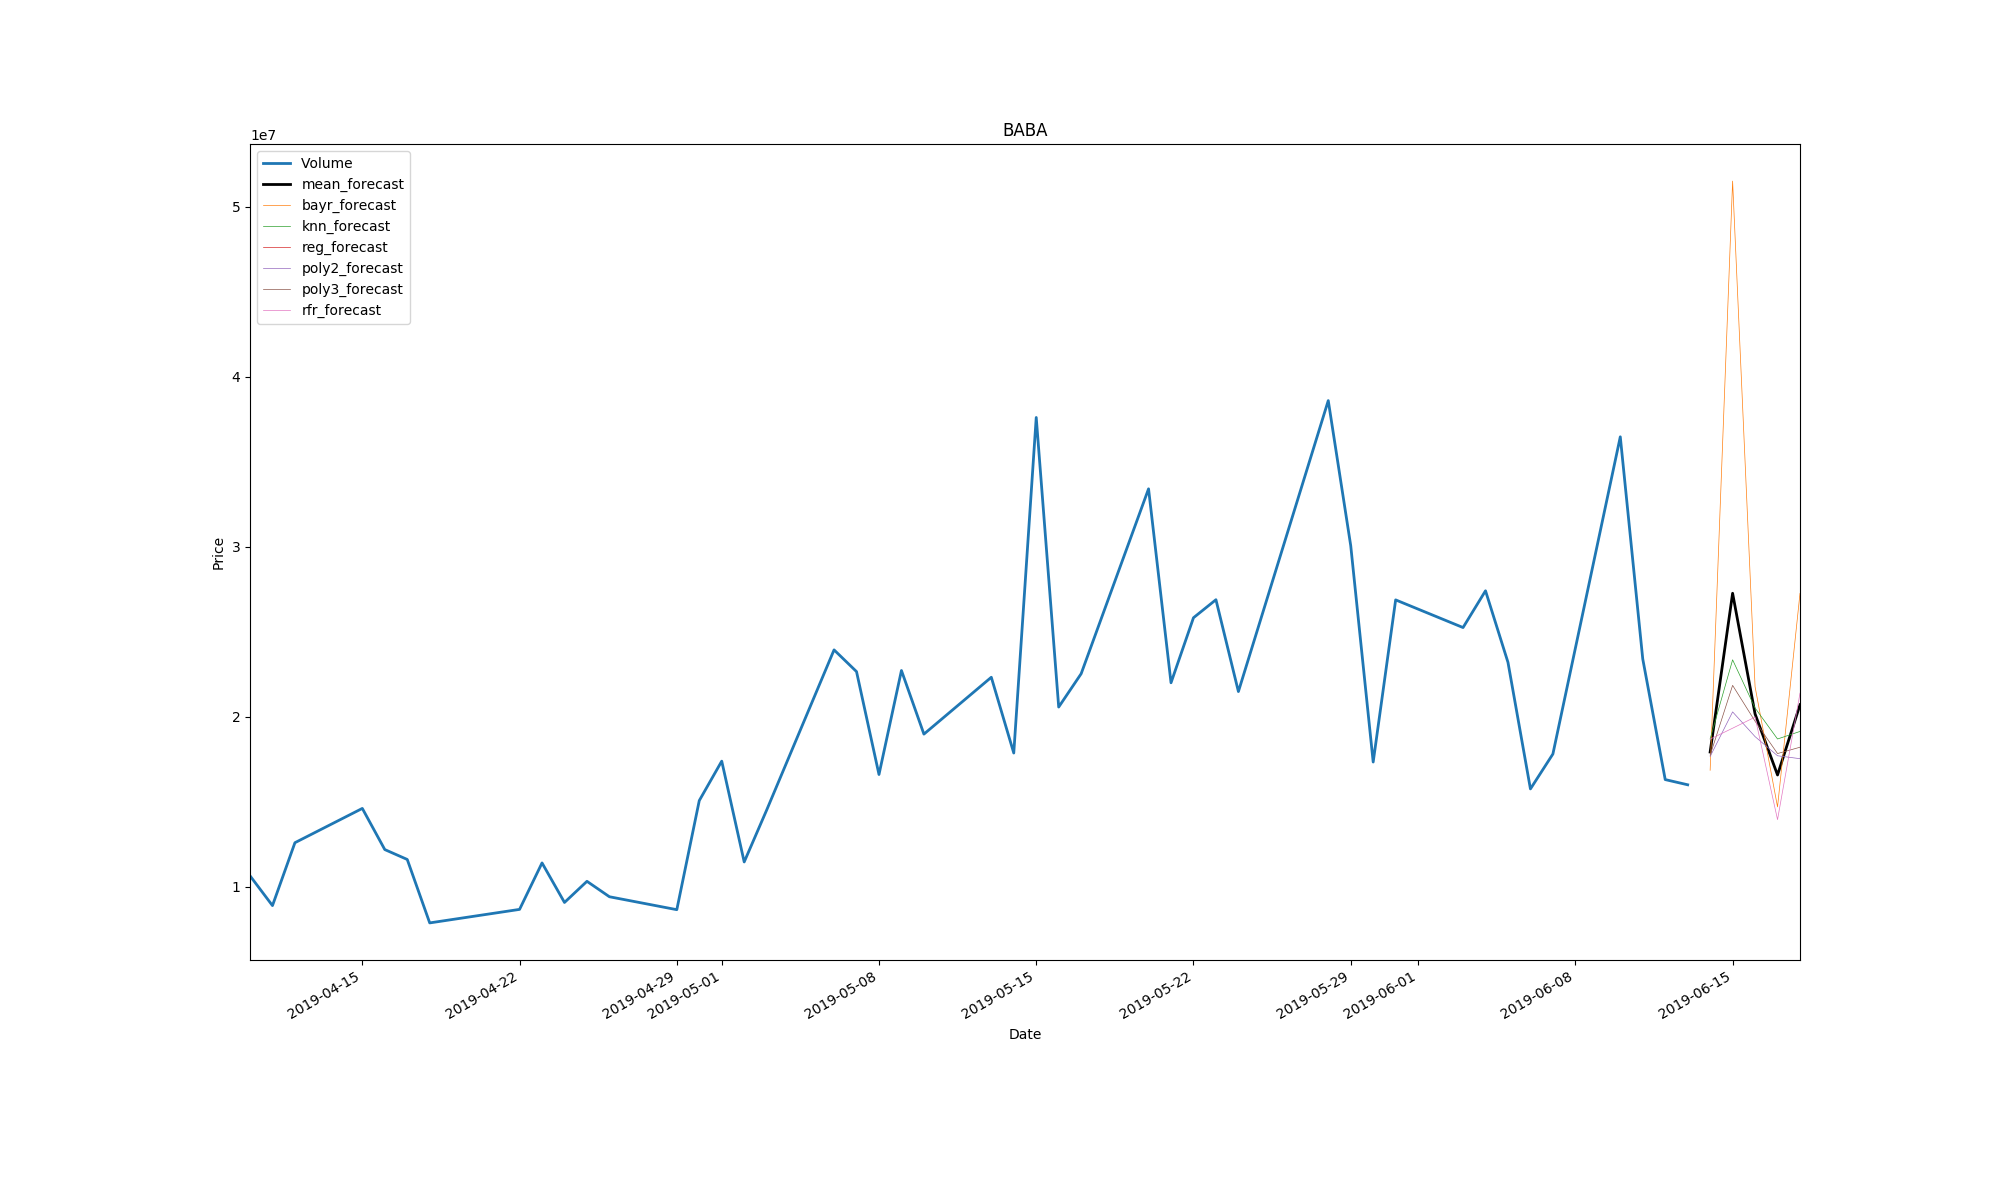 BABA
1e7
Volume
mean_forecast
bayr_forecast
knn_forecast
reg_forecast
poly2_forecast
poly3_forecast
rfr_forecast
5
4
3
2
1
Price
2019-04-15
2019-04-22
2019-04-29
2019-05-01
2019-05-08
2019-05-15
2019-05-22
2019-05-29
2019-06-01
2019-06-08
2019-06-15
Date